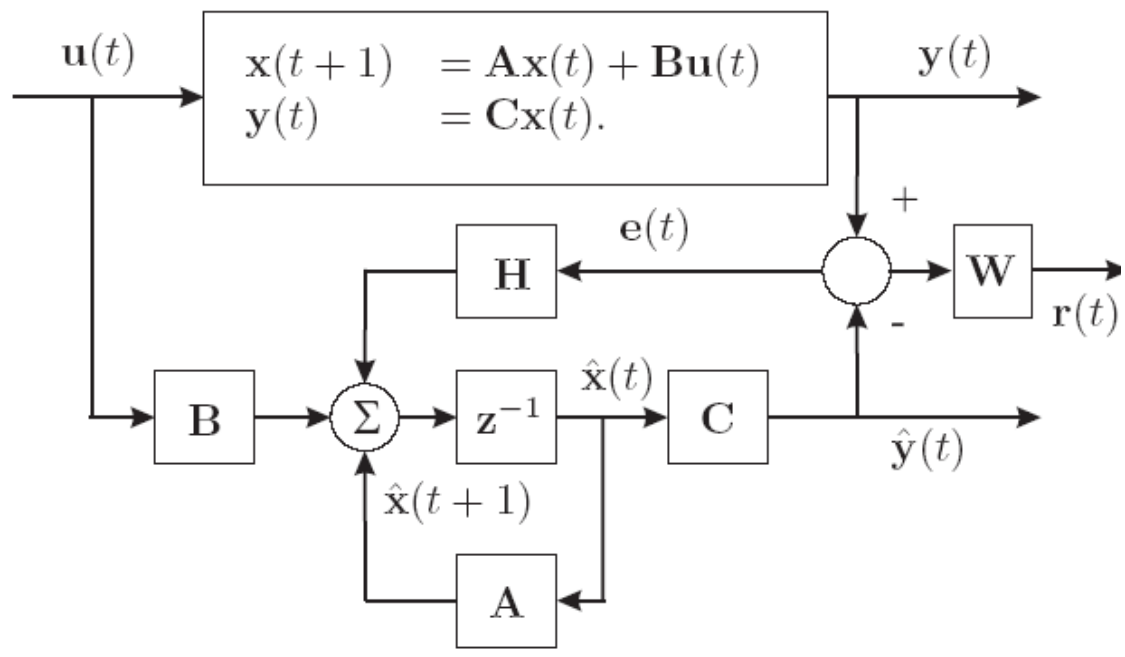 u(t)
x(t + 1) = Ax(t) + Bu(t)
y(t) = Cx(t).
y(t)
+
e(t)
H
W
-
r(t)
x̂(t)
B
Σ
z⁻¹
C
ŷ(t)
x̂(t + 1)
A